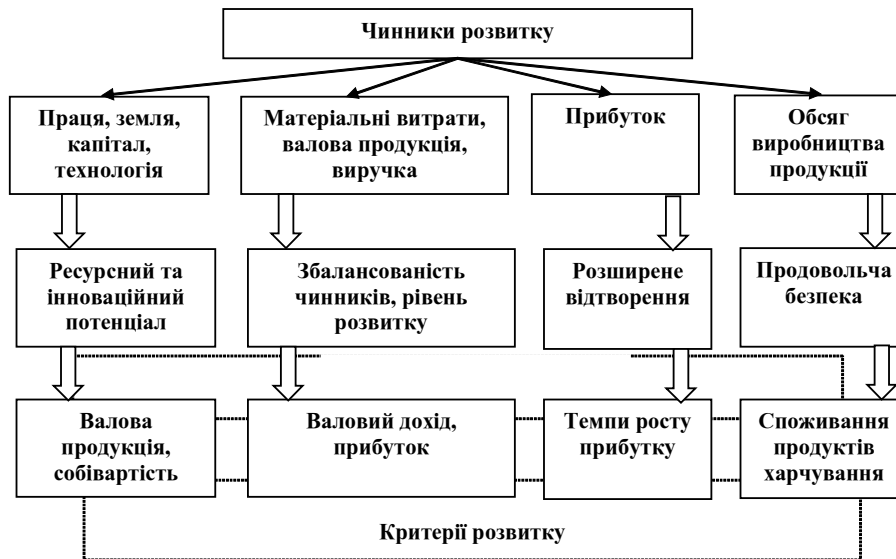 Чинники розвитку
Праця, земля,
капітал,
технологія
Матеріальні витрати,
валова продукція,
виручка
Прибуток
Обсяг
виробництва
продукції
Ресурсний та
інноваційний
потенціал
Збалансованість
чинників, рівень
розвитку
Розширене
відтворення
Продовольча
безпека
Валова
продукція,
собівартість
Валовий дохід,
прибуток
Темпи росту
прибутку
Споживання
продуктів
харчування
Критерії розвитку